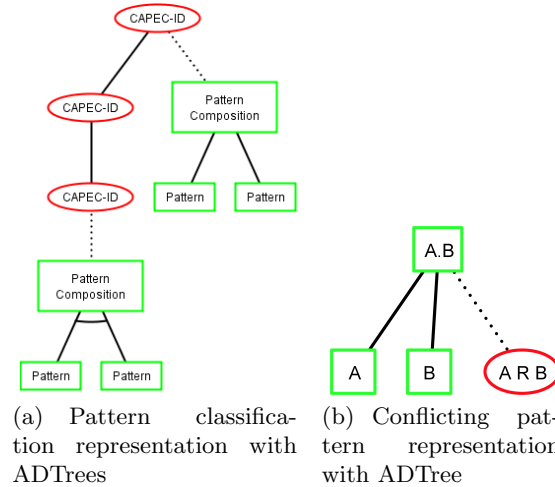 CAPEC-ID
CAPEC-ID
Pattern
Composition
CAPEC-ID
Pattern
Pattern
Pattern
Composition
Pattern
Pattern
(a) Pattern classifica-
tion representation with
ADTrees
A.B
A
B
A R B
(b) Conflicting pat-
tern representation
with ADTree